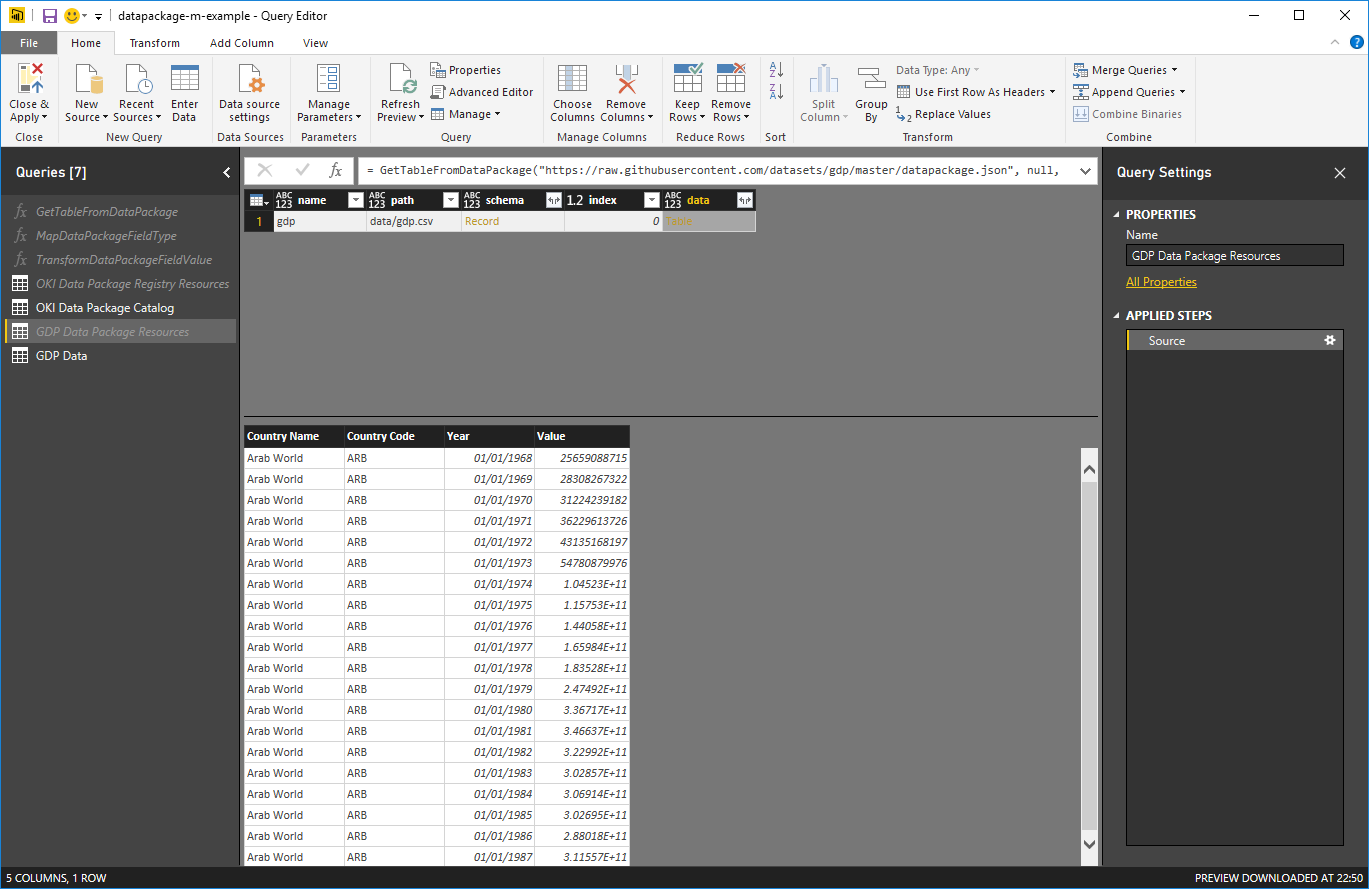 datapackage-m-example - Query Editor
File Home Transform Add Column View
Close & Apply
New Source
Recent Sources
Enter Data
Data source settings
Manage Parameters
Refresh Preview
Properties
Advanced Editor
Manage
Choose Columns
Remove Columns
Keep Rows
Remove Rows
Split Column
Group By
Data Type: Any
Use First Row As Headers
Replace Values
Merge Queries
Append Queries
Combine Binaries
Close New Query Data Sources Parameters Query Manage Columns Reduce Rows Sort Transform Combine
Queries [7]
GetTableFromDataPackage
MapDataPackageFieldType
TransformDataPackageFieldValue
OKI Data Package Registry Resources
OKI Data Package Catalog
GDP Data Package Resources
GDP Data
fx = GetTableFromDataPackage("https://raw.githubusercontent.com/datasets/gdp/master/datapackage.json", null,
ABC 123 name ABC 123 path ABC 123 schema 1.2 index ABC 123 data
1 gdp data/gdp.csv Record 0 Table
Country Name Country Code Year Value
Arab World ARB 01/01/1968 25659088715
Arab World ARB 01/01/1969 28308267322
Arab World ARB 01/01/1970 31224239182
Arab World ARB 01/01/1971 36229613726
Arab World ARB 01/01/1972 43135168197
Arab World ARB 01/01/1973 54780879976
Arab World ARB 01/01/1974 1.04523E+11
Arab World ARB 01/01/1975 1.15753E+11
Arab World ARB 01/01/1976 1.44058E+11
Arab World ARB 01/01/1977 1.65984E+11
Arab World ARB 01/01/1978 1.83528E+11
Arab World ARB 01/01/1979 2.47492E+11
Arab World ARB 01/01/1980 3.36717E+11
Arab World ARB 01/01/1981 3.46637E+11
Arab World ARB 01/01/1982 3.22992E+11
Arab World ARB 01/01/1983 3.02857E+11
Arab World ARB 01/01/1984 3.06914E+11
Arab World ARB 01/01/1985 3.02695E+11
Arab World ARB 01/01/1986 2.88018E+11
Arab World ARB 01/01/1987 3.11557E+11
Query Settings
PROPERTIES
Name
GDP Data Package Resources
All Properties
APPLIED STEPS
Source
5 COLUMNS, 1 ROW
PREVIEW DOWNLOADED AT 22:50